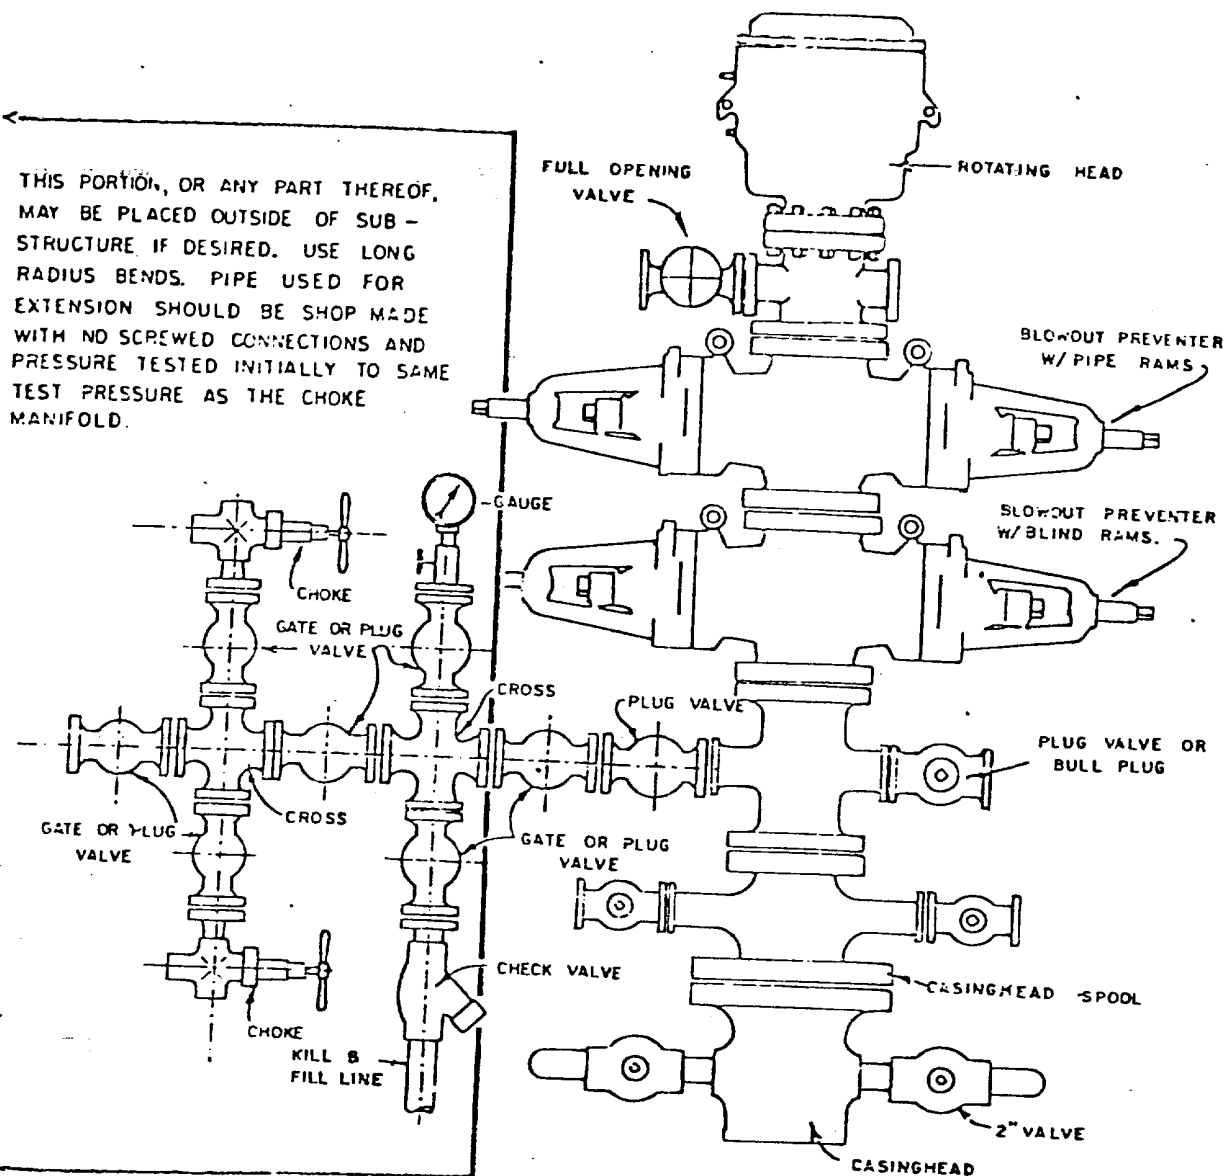 THIS PORTION, OR ANY PART THEREOF,
MAY BE PLACED OUTSIDE OF SUB-
STRUCTURE IF DESIRED. USE LONG
RADIUS BENDS. PIPE USED FOR
EXTENSION SHOULD BE SHOP MADE
WITH NO SCREWED CONNECTIONS AND
PRESSURE TESTED INITIALLY TO SAME
TEST PRESSURE AS THE CHOKE
MANIFOLD.
FULL OPENING
VALVE
ROTATING HEAD
BLOWOUT PREVENTER
W/ PIPE RAMS
GAUGE
BLOWOUT PREVENTER
W/BLIND RAMS.
CHOKE
GATE OR PLUG
VALVE
CROSS
PLUG VALVE
PLUG VALVE OR
BULL PLUG
CROSS
GATE OR PLUG
VALVE
GATE OR PLUG
VALVE
CHECK VALVE
CASINGHEAD SPOOL
CHOKE
KILL &
FILL LINE
2" VALVE
CASINGHEAD